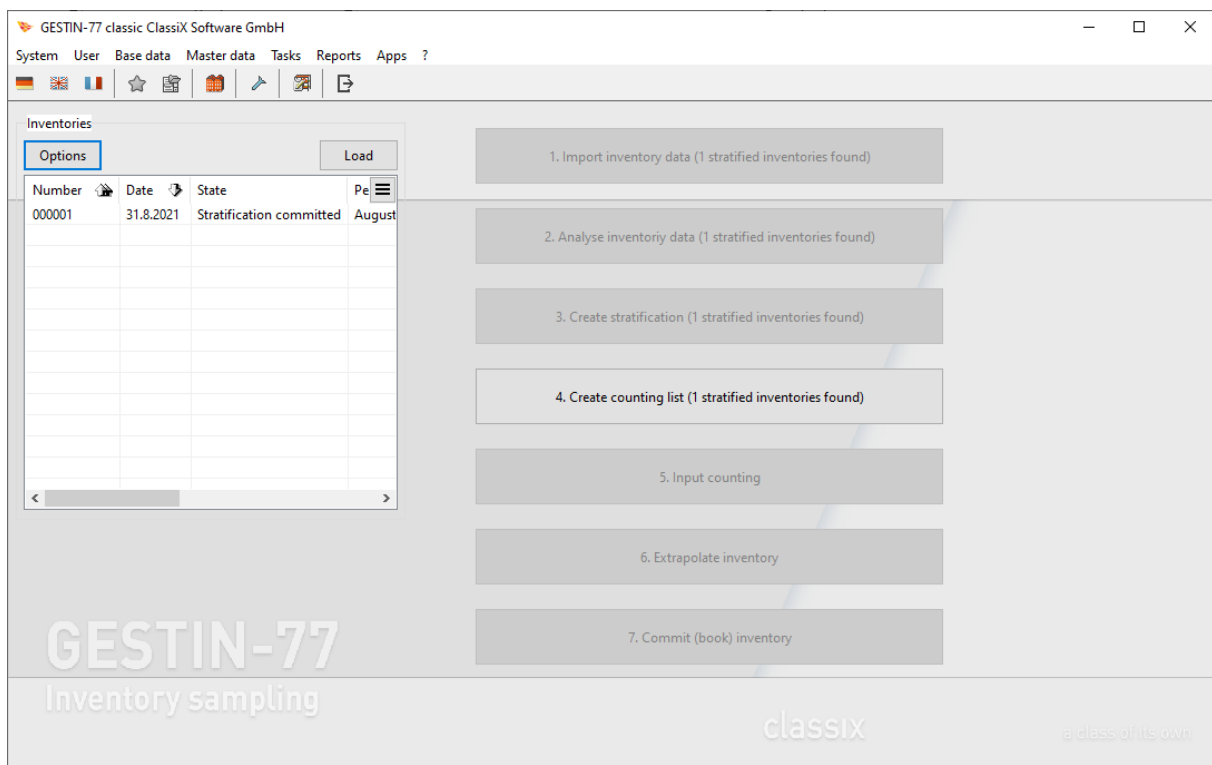 GESTIN-77 classic ClassiX Software GmbH
System User Base data Master data Tasks Reports Apps ?
Inventories
Options Load
Number Date State Pe
000001 31.8.2021 Stratification committed August
1. Import inventory data (1 stratified inventories found)
2. Analyse inventoriy data (1 stratified inventories found)
3. Create stratification (1 stratified inventories found)
4. Create counting list (1 stratified inventories found)
5. Input counting
6. Extrapolate inventory
7. Commit (book) inventory
GESTIN-77
Inventory sampling
classix
a class of its own